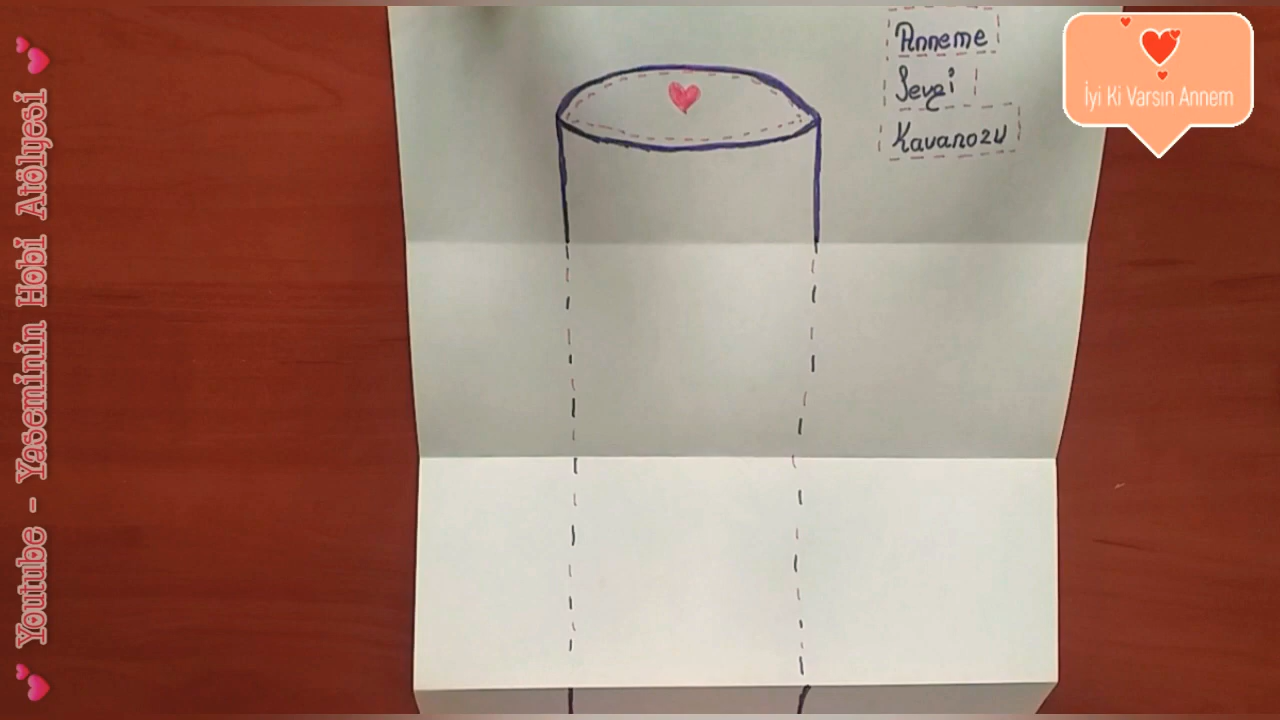 Anneme
Sevgi
Kavanozu
İyi Ki Varsın Annem
Youtube - Yaseminin Hobi Atölyesi